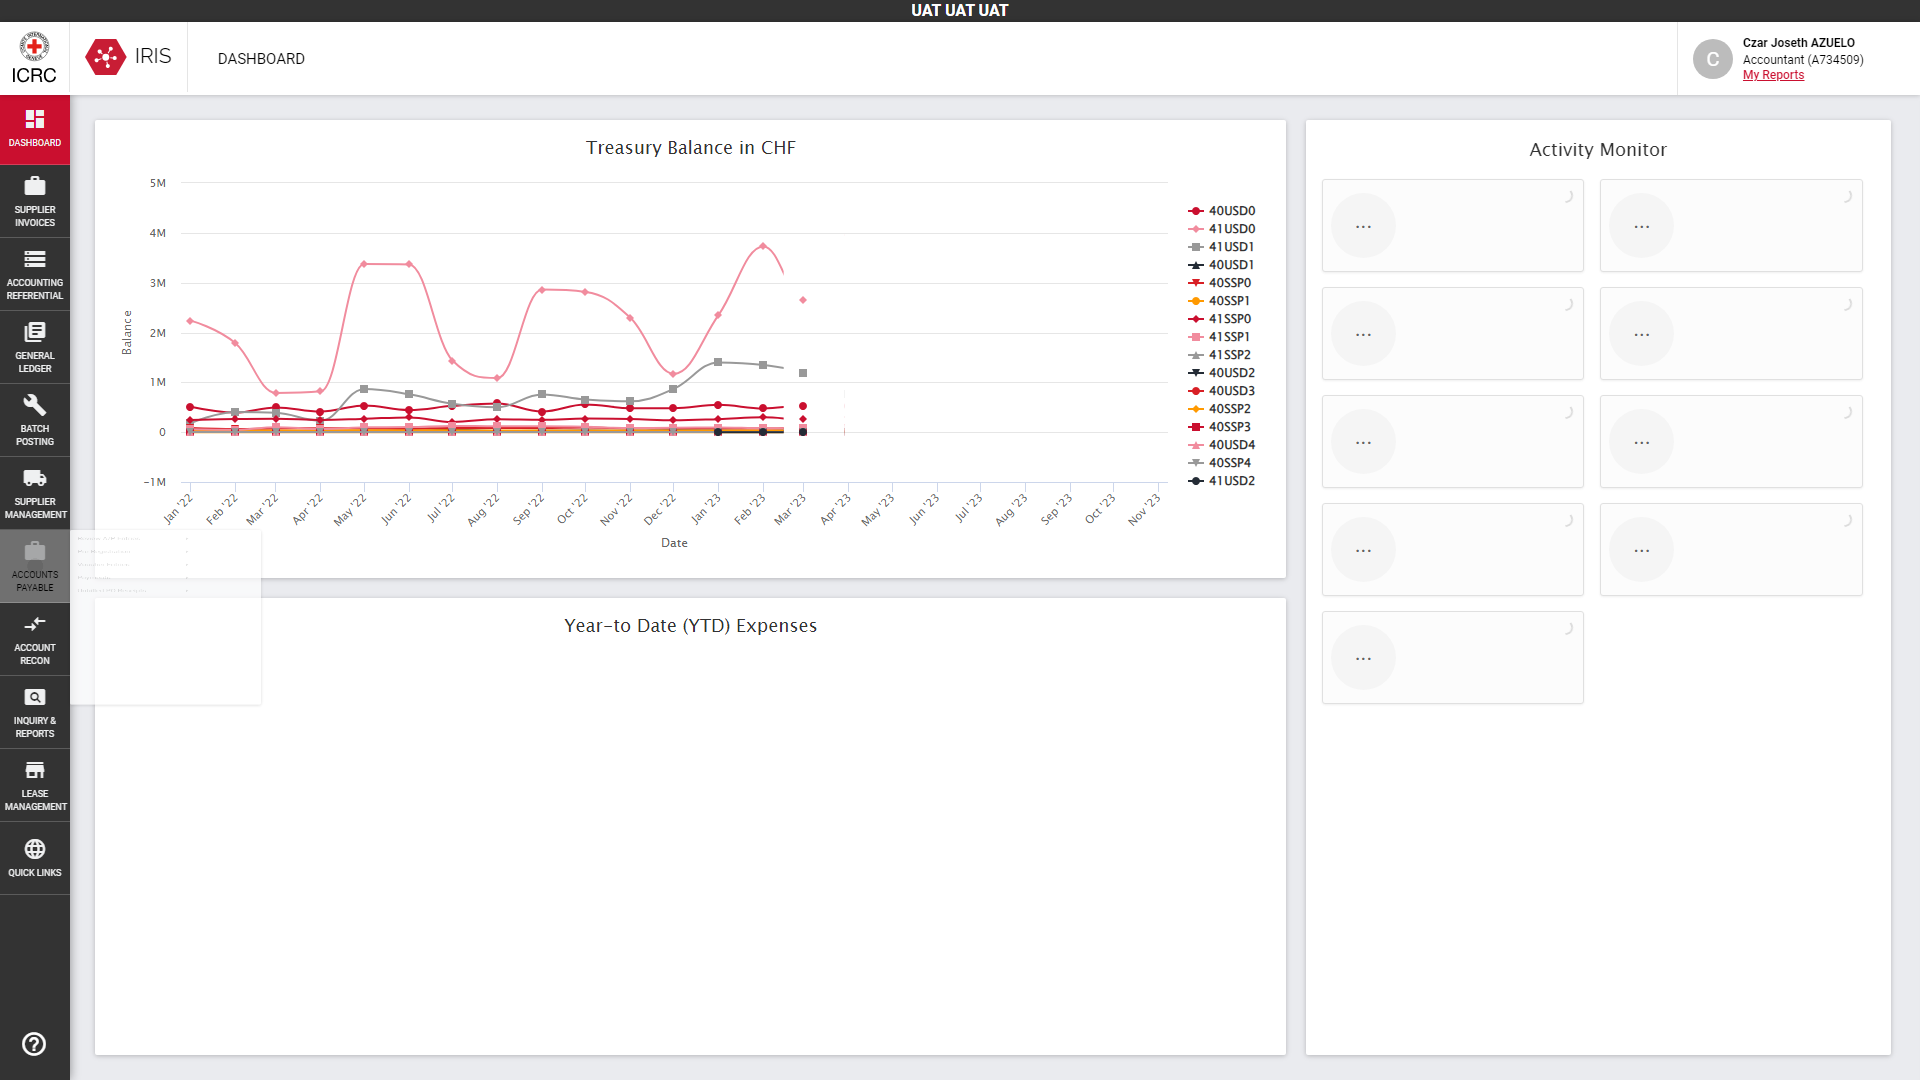 UAT UAT UAT
ICRC
IRIS
DASHBOARD
Czar Joseth AZUELO
Accountant (A734509)
My Reports
C
DASHBOARD
SUPPLIER
INVOICES
ACCOUNTING
REFERENTIAL
GENERAL
LEDGER
BATCH
POSTING
SUPPLIER
MANAGEMENT
ACCOUNTS
PAYABLE
ACCOUNT
RECON
INQUIRY &
REPORTS
LEASE
MANAGEMENT
QUICK LINKS
Treasury Balance in CHF
Balance
5M
4M
3M
2M
1M
0
-1M
Jan '22
Feb '22
Mar '22
Apr '22
May '22
Jun '22
Jul '22
Aug '22
Sep '22
Oct '22
Nov '22
Dec '22
Jan '23
Feb '23
Mar '23
Apr '23
May '23
Jun '23
Jul '23
Aug '23
Sep '23
Oct '23
Nov '23
Date
40USD0
41USD0
41USD1
40USD1
40SSP0
40SSP1
41SSP0
41SSP1
41SSP2
40USD2
40USD3
40SSP2
40SSP3
40USD4
40SSP4
41USD2
Year-to Date (YTD) Expenses
Activity Monitor
...
...
...
...
...
...
...
...
...